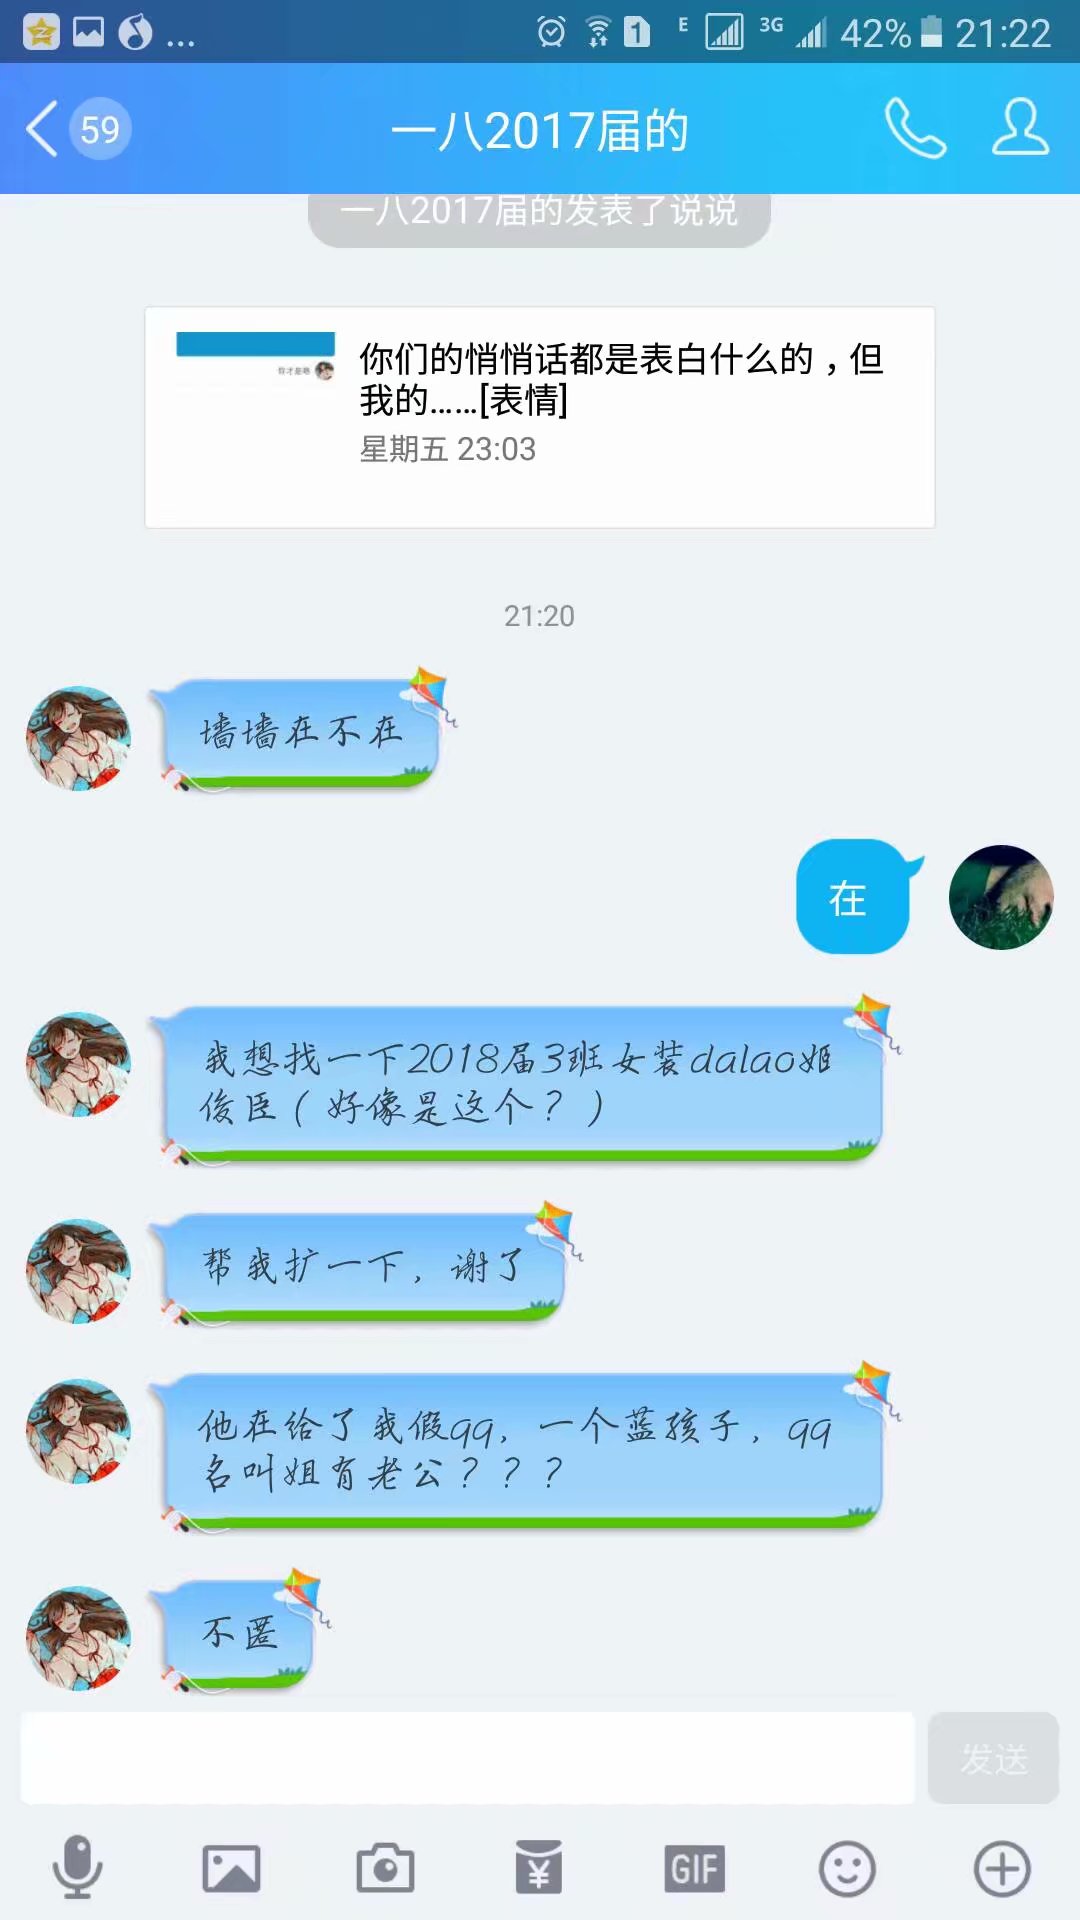 E 3G 42% 21:22
59 一八2017届的
一八2017届的发表了说说
你们的悄悄话都是表白什么的，但
我的……[表情]
星期五 23:03
21:20
墙墙在不在
在
我想找一下2018届3班女装dalao姬
俊臣（好像是这个？）
帮我扩一下，谢了
他在给了我假qq，一个蓝孩子，qq
名叫姐有老公？？？
不匿
发送
GIF